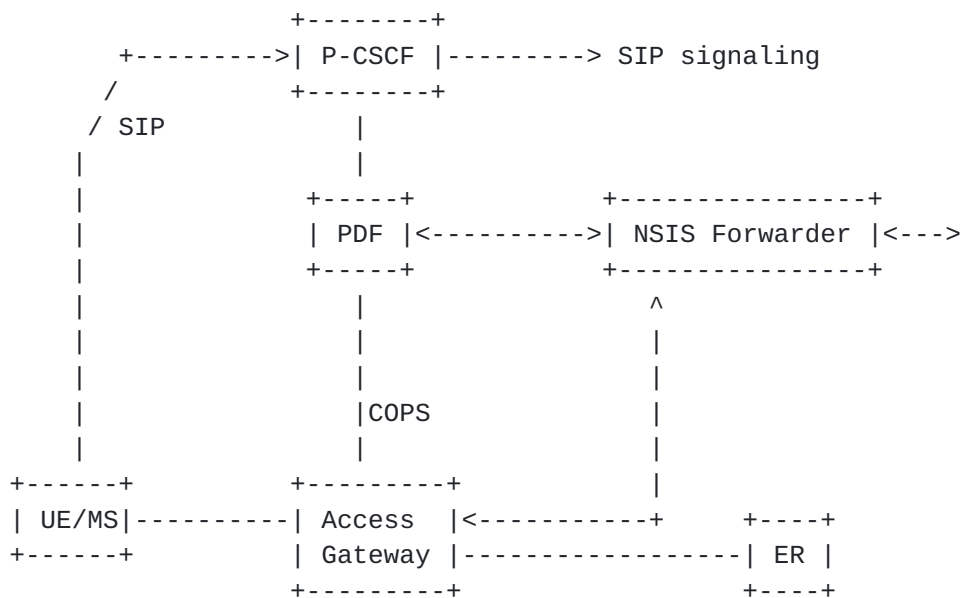 P-CSCF SIP signaling
SIP
PDF NSIS Forwarder
COPS
UE/MS Access
Gateway ER